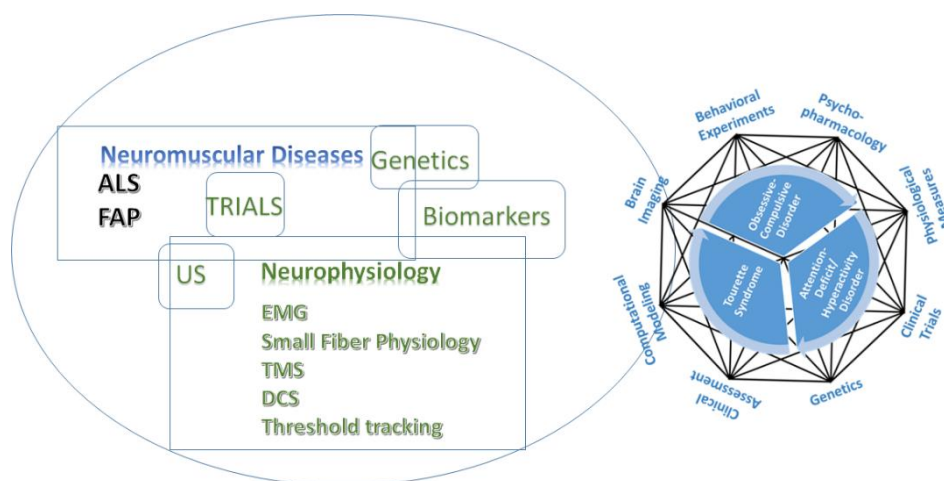 Neuromuscular Diseases
ALS
FAP
TRIALS
Genetics
Biomarkers
US
Neurophysiology
EMG
Small Fiber Physiology
TMS
DCS
Threshold tracking
Behavioral
Experiments
Psycho-
pharmacology
Physiological
Measures
Clinical
Trials
Genetics
Clinical
Assessment
Computational
Modeling
Brain
Imaging
Obsessive-
Compulsive
Disorder
Attention-
Deficit/
Hyperactivity
Disorder
Tourette
Syndrome